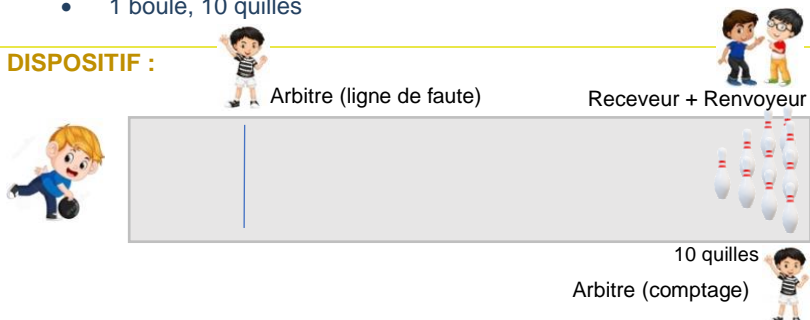 • 1 boule, 10 quilles
DISPOSITIF :
Arbitre (ligne de faute)
Receveur + Renvoyeur
10 quilles
Arbitre (comptage)